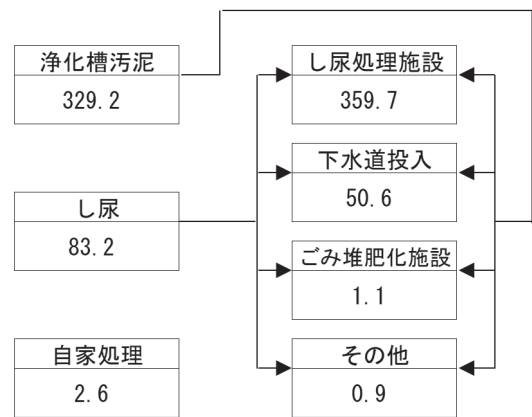 浄化槽汚泥
329.2
し尿処理施設
359.7
下水道投入
50.6
し尿
83.2
ごみ堆肥化施設
1.1
自家処理
2.6
その他
0.9